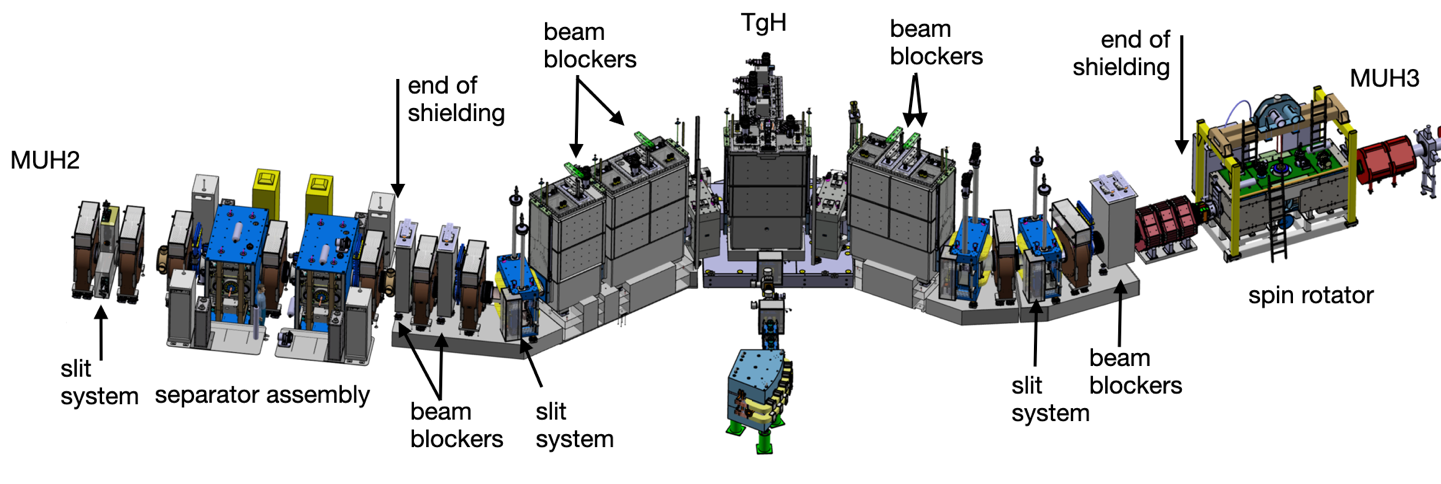 TgH
beam
blockers
beam
blockers
end of
shielding
MUH3
end of
shielding
MUH2
spin rotator
slit
system
separator assembly
beam
blockers
slit
system
slit
system
beam
blockers